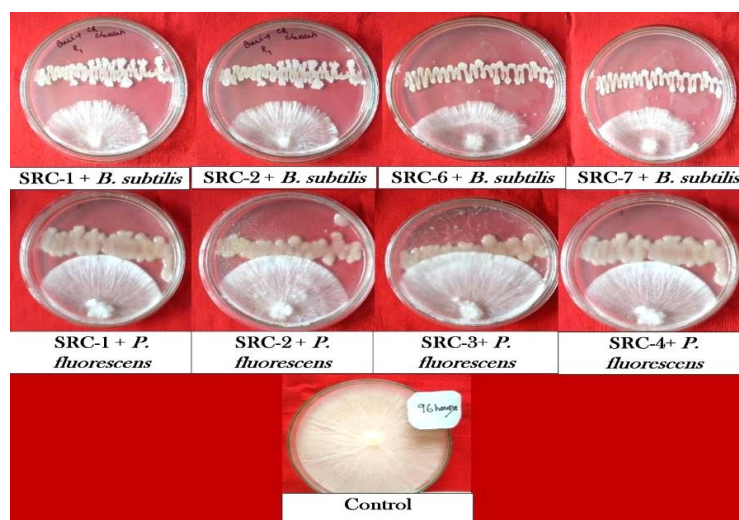 SRC-1 + B. subtilis
SRC-2 + B. subtilis
SRC-6 + B. subtilis
SRC-7 + B. subtilis
SRC-1 + P.
fluorescens
SRC-2 + P.
fluorescens
SRC-3+ P.
fluorescens
SRC-4+ P.
fluorescens
96 hours
Control